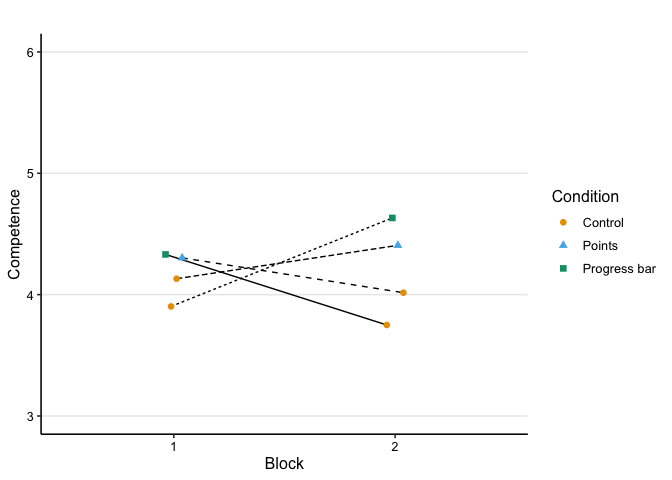 6
5
4
3
Competence
1
2
Block
Condition
Control
Points
Progress bar